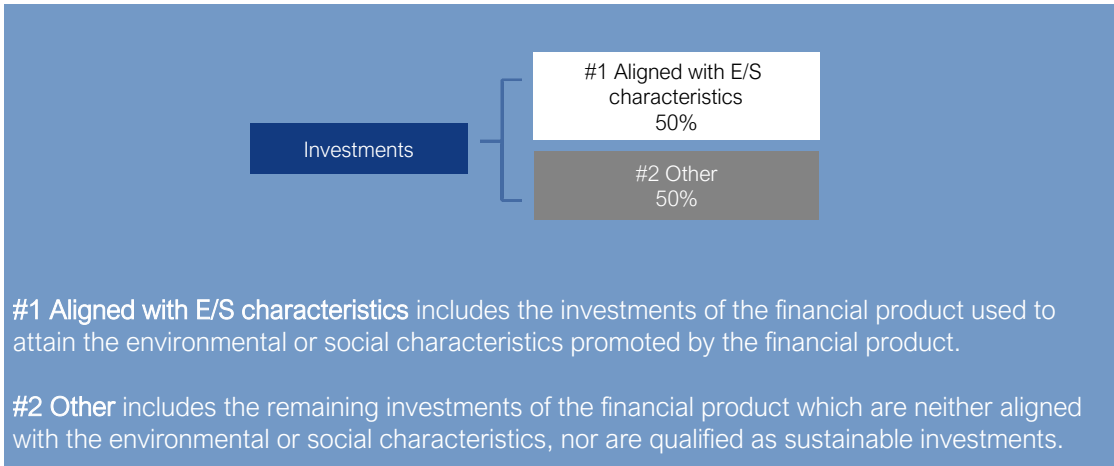 #1 Aligned with E/S
characteristics
50%
Investments
#2 Other
50%
#1 Aligned with E/S characteristics includes the investments of the financial product used to
attain the environmental or social characteristics promoted by the financial product.
#2 Other includes the remaining investments of the financial product which are neither aligned
with the environmental or social characteristics, nor are qualified as sustainable investments.